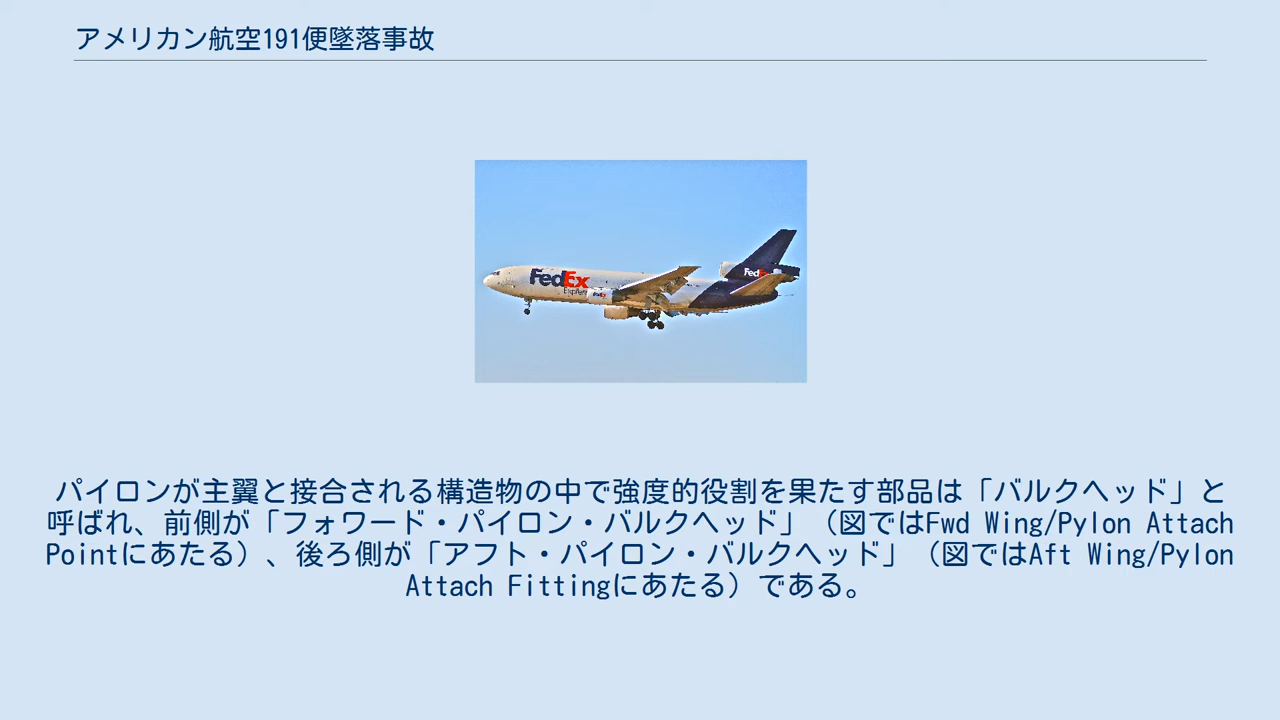 アメリカン航空191便墜落事故
FedEx
Express
FedEx
FedEx
パイロンが主翼と接合される構造物の中で強度的役割を果たす部品は「バルクヘッド」と
呼ばれ、前側が「フォワード・パイロン・バルクヘッド」（図ではFwd Wing/Pylon Attach
Pointにあたる）、後ろ側が「アフト・パイロン・バルクヘッド」（図ではAft Wing/Pylon
Attach Fittingにあたる）である。